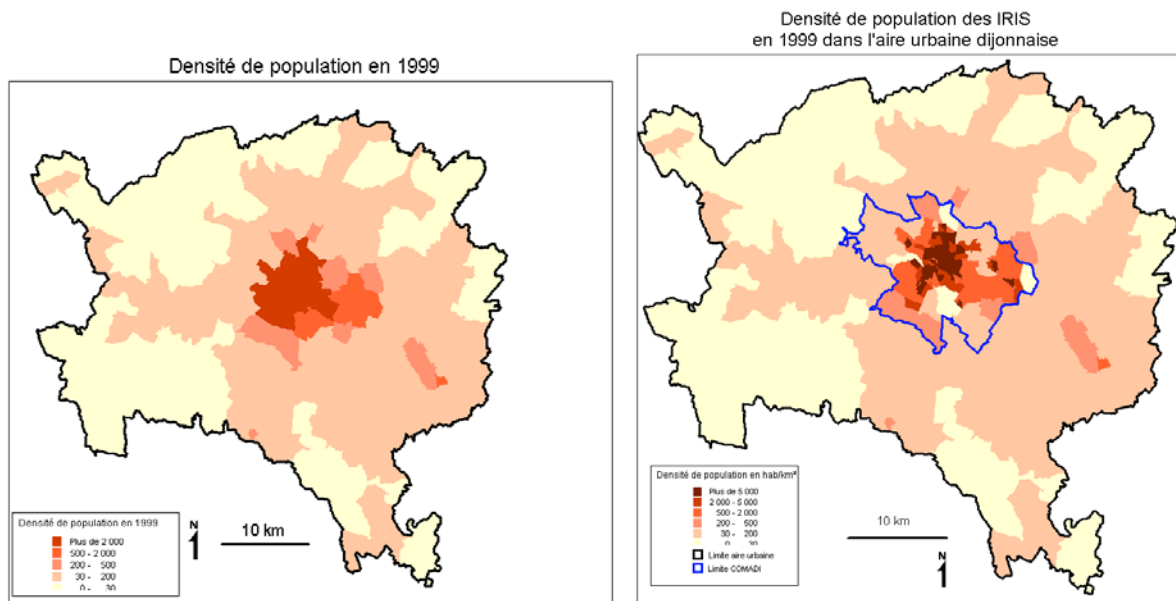 Densité de population en 1999
Densité de population en 1999
Plus de 2 000
500 - 2 000
200 - 500
30 - 200
0 - 30
N
10 km
Densité de population des IRIS
en 1999 dans l'aire urbaine dijonnaise
Densité de population en hab/km²
Plus de 5 000
2 000 - 5 000
500 - 2 000
200 - 500
30 - 200
0 - 30
Limite aire urbaine
Limite COMADI
10 km
N